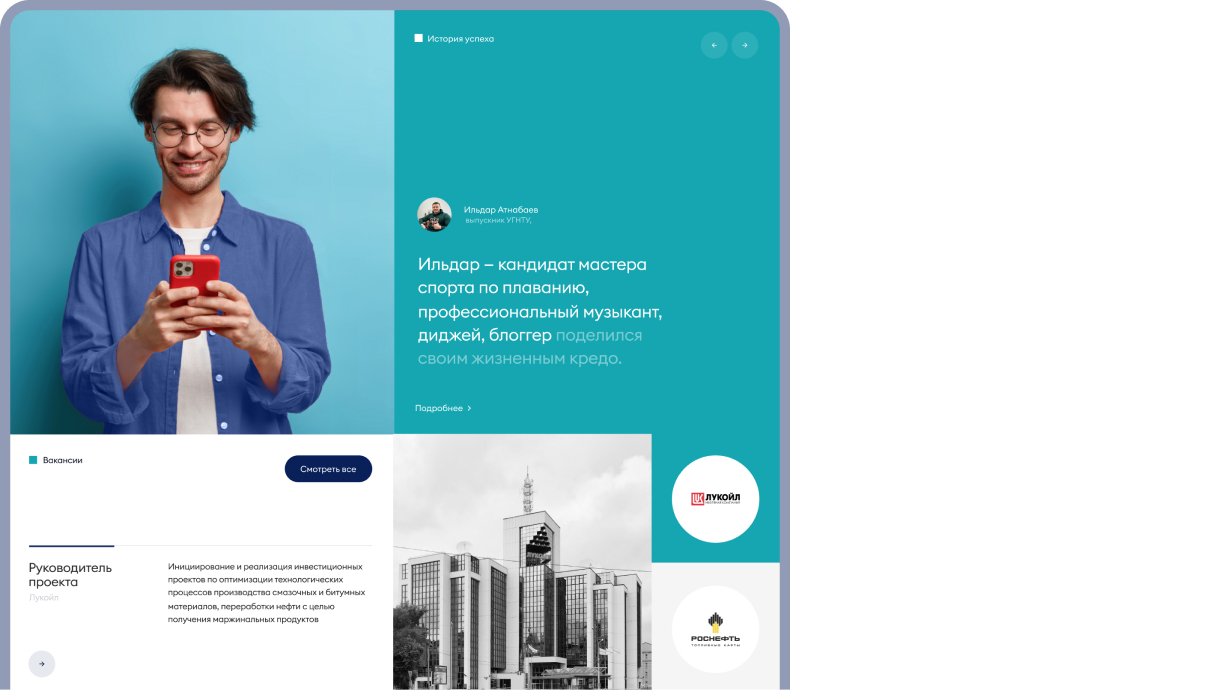 История успеха
Ильдар Атнабаев
выпускник УГНТУ,
Ильдар – кандидат мастера
спорта по плаванию,
профессиональный музыкант,
диджей, блоггер поделился
своим жизненным кредо.
Подробнее
Вакансии
Смотреть все
Руководитель
проекта
Лукойл
Инициирование и реализация инвестиционных
проектов по оптимизации технологических
процессов производства смазочных и битумных
материалов, переработки нефти с целью
получения маржинальных продуктов
ЛУКОЙЛ
НЕФТЯНАЯ КОМПАНИЯ
РОСНЕФТЬ
ТОПЛИВНЫЕ КАРТЫ